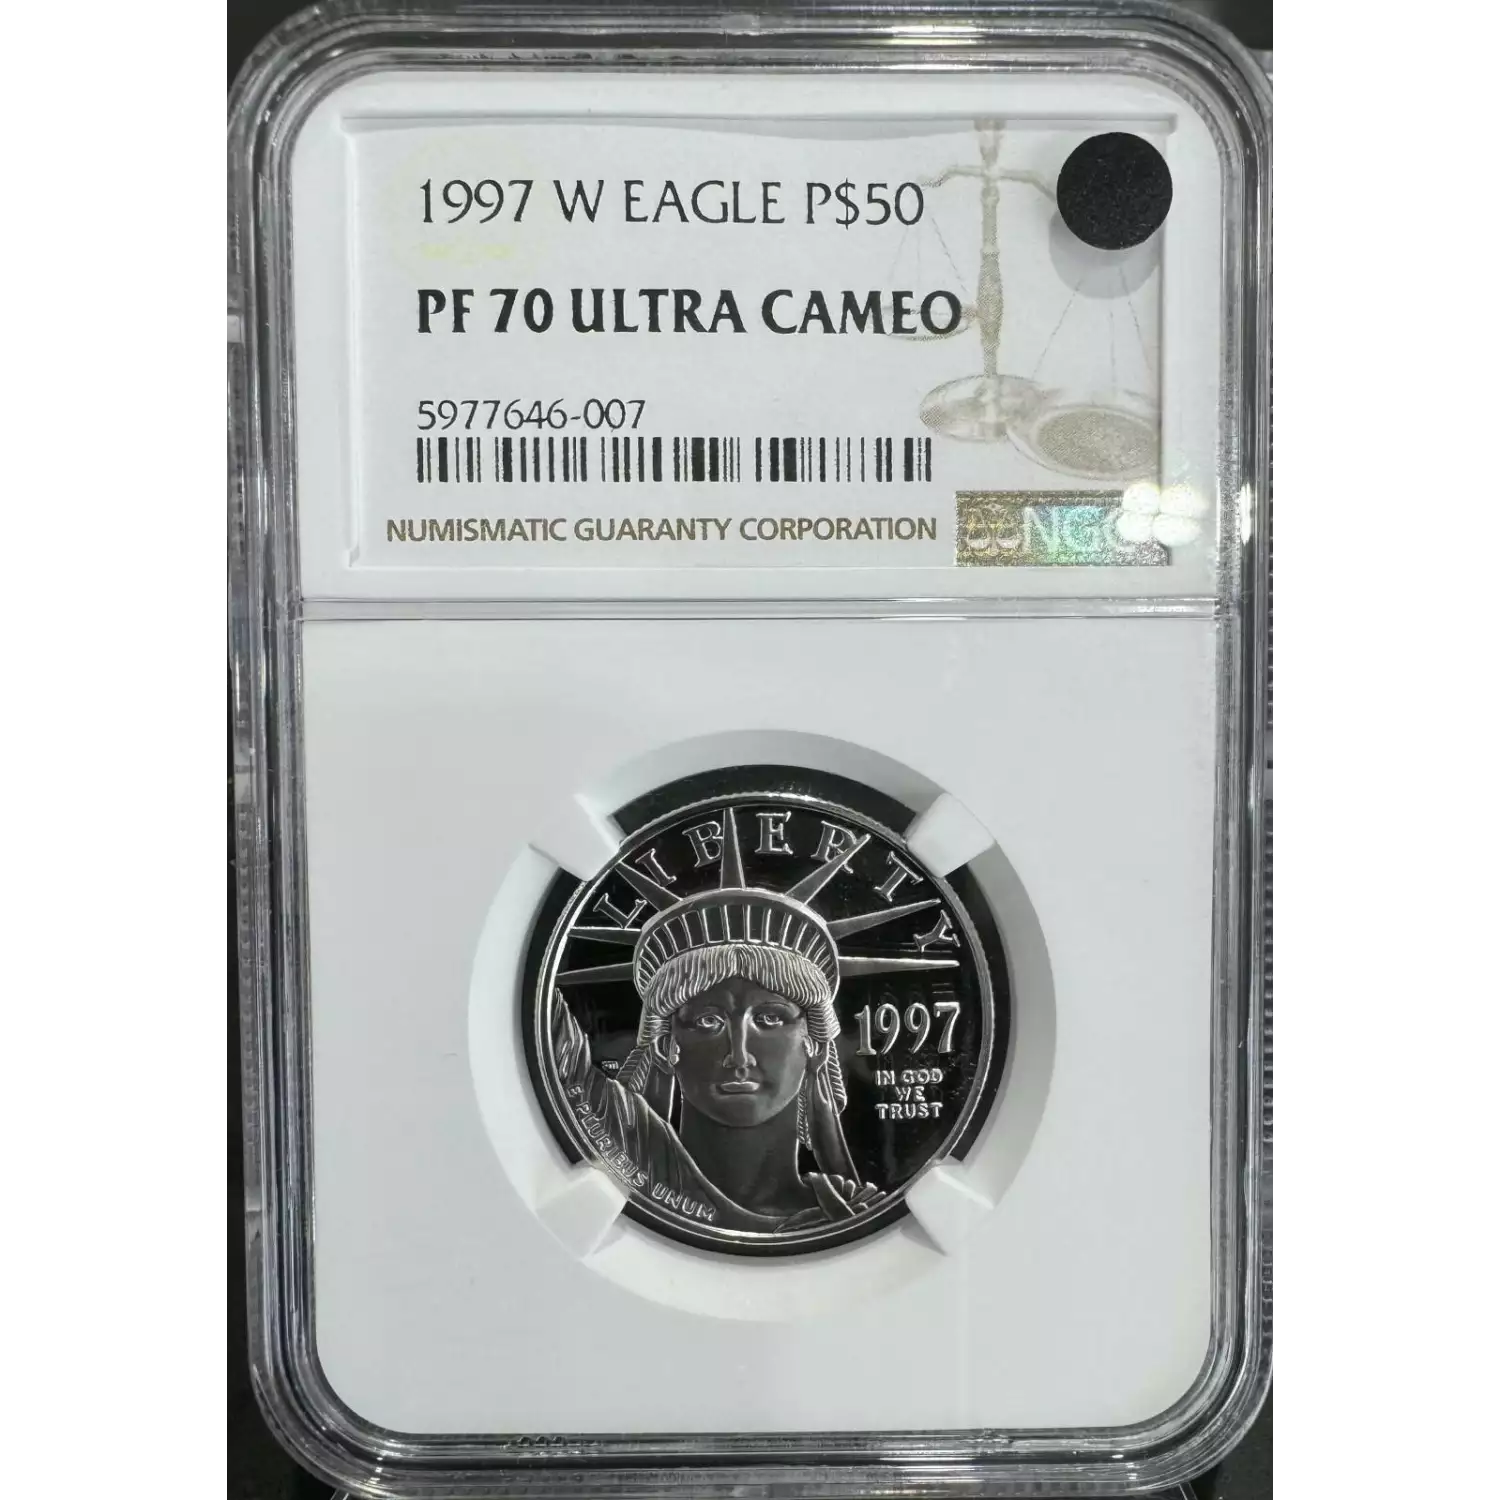 1997 W EAGLE P$50
PF 70 ULTRA CAMEO
5977646-007
NUMISMATIC GUARANTY CORPORATION
NGC
LIBERTY
1997
IN GOD
WE
TRUST
E PLURIBUS UNUM